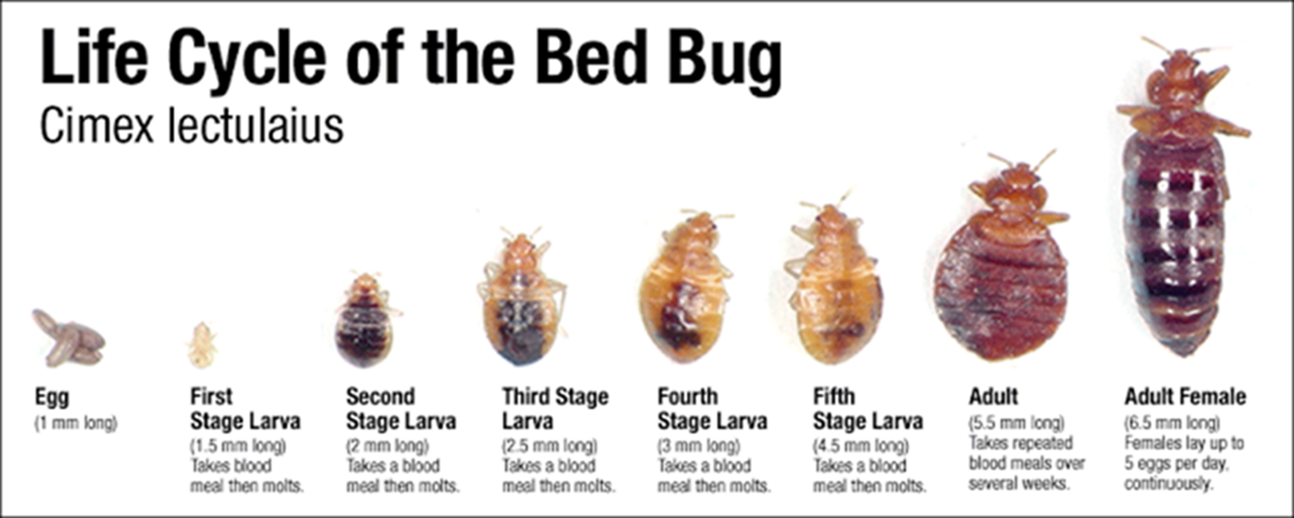 Life Cycle of the Bed Bug
Cimex lectulaius
Egg
(1 mm long)
First
Stage Larva
(1.5 mm long)
Takes blood
meal then molts.
Second
Stage Larva
(2 mm long)
Takes a blood
meal then molts.
Third Stage
Larva
(2.5 mm long)
Takes a blood
meal then molts.
Fourth
Stage Larva
(3 mm long)
Takes a blood
meal then molts.
Fifth
Stage Larva
(4.5 mm long)
Takes a blood
meal then molts.
Adult
(5.5 mm long)
Takes repeated
blood meals over
several weeks.
Adult Female
(6.5 mm long)
Females lay up to
5 eggs per day,
continuously.